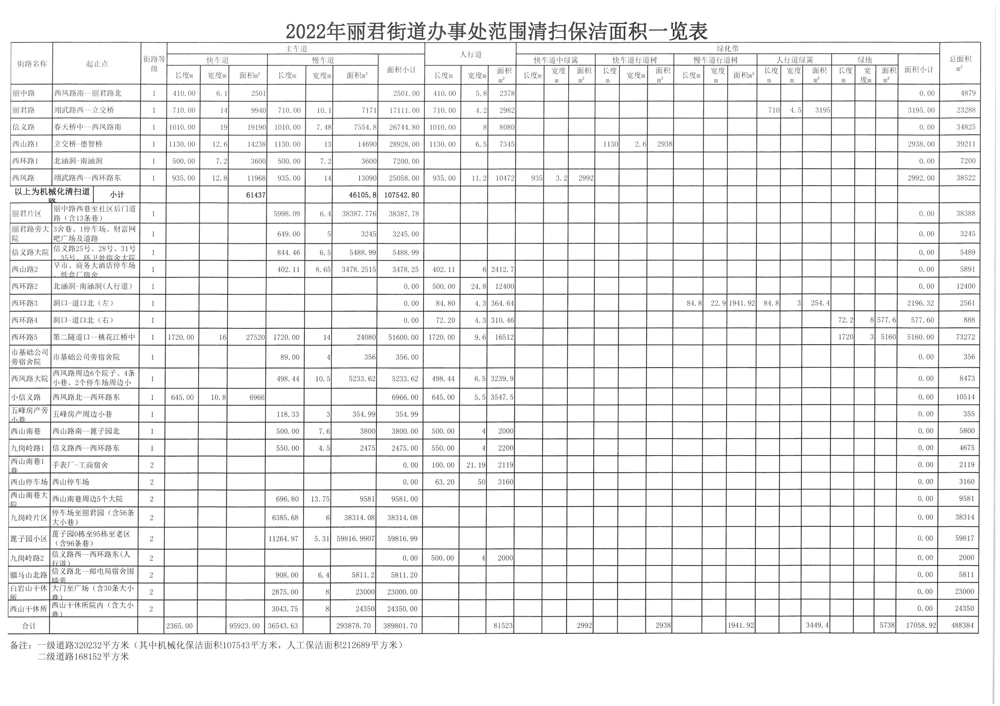 2022年丽君街道办事处范围清扫保洁面积一览表
街路名称 起止点 街路等级 主车道 人行道 绿化带 总面积m²
快车道 慢车道 面积小计 快车道中绿篱 快车道行道树 慢车道行道树 人行道绿篱 绿地 面积小计
长度m 宽度m 面积m² 长度m 宽度m 面积m² 长度m 宽度m 面积m² 长度m 宽度m 面积m² 长度m 宽度m 面积m² 长度m 宽度m 面积m² 长度m 宽度m 面积m² 长度m 宽度m 面积m²
丽中路 西凤路南--丽君路北 1 410.00 6.1 2501 2501.00 410.00 5.8 2378 0.00 4879
丽君路 翊武路西--立交桥 1 710.00 14 9940 710.00 10.1 7171 17111.00 710.00 4.2 2982 710 4.5 3195 3195.00 23288
信义路 春天桥中--西凤路南 1 1010.00 19 19190 1010.00 7.48 7554.8 26744.80 1010.00 8 8080 0.00 34825
西山路1 立交桥-德智桥 1 1130.00 12.6 14238 1130.00 13 14690 28928.00 1130.00 6.5 7345 1130 2.6 2938 2938.00 39211
西环路1 北涵洞-南涵洞 1 500.00 7.2 3600 500.00 7.2 3600 7200.00 0.00 7200
西凤路 翊武路西--西环路东 1 935.00 12.8 11968 935.00 14 13090 25058.00 935.00 11.2 10472 935 3.2 2992 2992.00 38522
以上为机械化清扫道路 小计 61437 46105.8 107542.80
丽君片区 丽中路西巷至社区后门道路（含13条巷） 1 5998.09 6.4 38387.776 38387.78 0.00 38388
丽君路旁大院 3舍巷、1停车场、财富网吧广场及道路 1 649.00 5 3245 3245.00 0.00 3245
信义路大院 信义路25号、28号、31号、35号、环卫处宿舍大院 1 844.46 6.5 5488.99 5488.99 0.00 5489
西山路2 早市、商务大酒店停车场、纸盒厂宿舍 1 402.11 8.65 3478.2515 3478.25 402.11 6 2412.7 0.00 5891
西环路2 北涵洞-南涵洞(人行道） 1 0.00 500.00 24.8 12400 0.00 12400
西环路3 洞口-道口北（左） 1 0.00 84.80 4.3 364.64 84.8 22.9 1941.92 84.8 3 254.4 2196.32 2561
西环路4 洞口-道口北（右） 1 0.00 72.20 4.3 310.46 72.2 8 577.6 577.60 888
西环路5 第二隧道口--桃花江桥中 1 1720.00 16 27520 1720.00 14 24080 51600.00 1720.00 9.6 16512 1720 3 5160 5160.00 73272
市基础公司旁宿舍院 市基础公司旁宿舍院 1 89.00 4 356 356.00 0.00 356
西凤路大院 西凤路周边6个院子、4条小巷、2个停车场周边小 1 498.44 10.5 5233.62 5233.62 498.44 6.5 3239.9 0.00 8473
小信义路 西凤路北--西环路东 1 645.00 10.8 6966 6966.00 645.00 5.5 3547.5 0.00 10514
五峰房产旁小巷 五峰房产周边小巷 1 118.33 3 354.99 354.99 0.00 355
西山南巷 西山路南--篦子园北 1 500.00 7.6 3800 3800.00 500.00 4 2000 0.00 5800
九岗岭路1 信义路西--西环路东 1 550.00 4.5 2475 2475.00 550.00 4 2200 0.00 4675
西山南巷1巷 手表厂-工商宿舍 2 0.00 100.00 21.19 2119 0.00 2119
西山停车场 西山停车场 2 0.00 63.20 50 3160 0.00 3160
西山南巷大院 西山南巷周边5个大院 2 696.80 13.75 9581 9581.00 0.00 9581
九岗岭片区 停车场至丽君园（含56条大小巷） 2 6385.68 6 38314.08 38314.08 0.00 38314
篦子园小区 蓖子园0栋至95栋至老区（含96条巷） 2 11264.97 5.31 59816.9907 59816.99 0.00 59817
九岗岭路2 信义路西--西环路东(人行道） 2 0.00 500.00 4 2000 0.00 2000
骝马山北路 信义路北--邮电局宿舍围墙旁 2 908.00 6.4 5811.2 5811.20 0.00 5811
白岩山干休所 大门至广场（含30条大小巷） 2 2875.00 8 23000 23000.00 0.00 23000
西山干休所 西山干休所院内（含大小巷） 2 3043.75 8 24350 24350.00 0.00 24350
合计 2365.00 95923.00 36543.63 293878.70 389801.70 81523 2992 2938 1941.92 3449.4 5738 17058.92 488384
备注：一级道路320232平方米（其中机械化保洁面积107543平方米，人工保洁面积212689平方米）
二级道路168152平方米